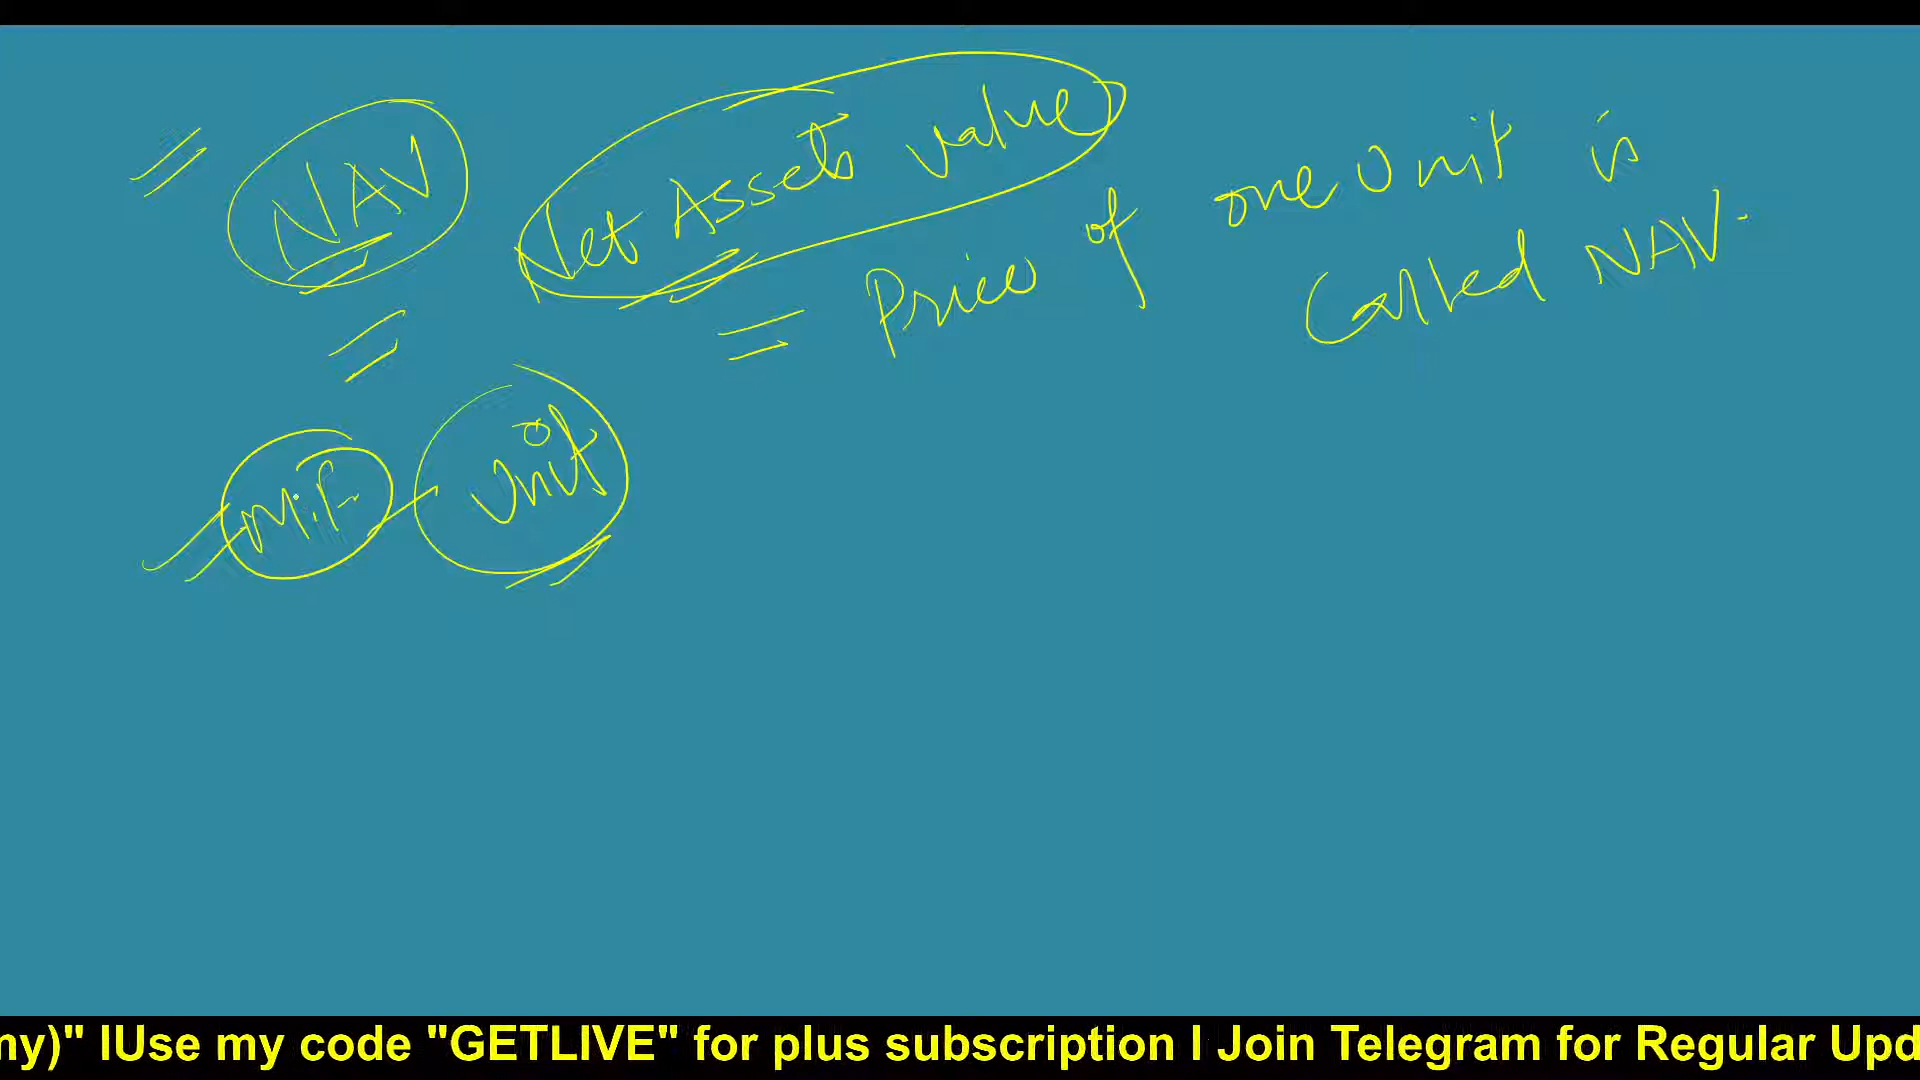 = NAV Net Assets value
= = Price of one Unit is
called NAV.
M.F. Unit
my)" IUse my code "GETLIVE" for plus subscription I Join Telegram for Regular Upd